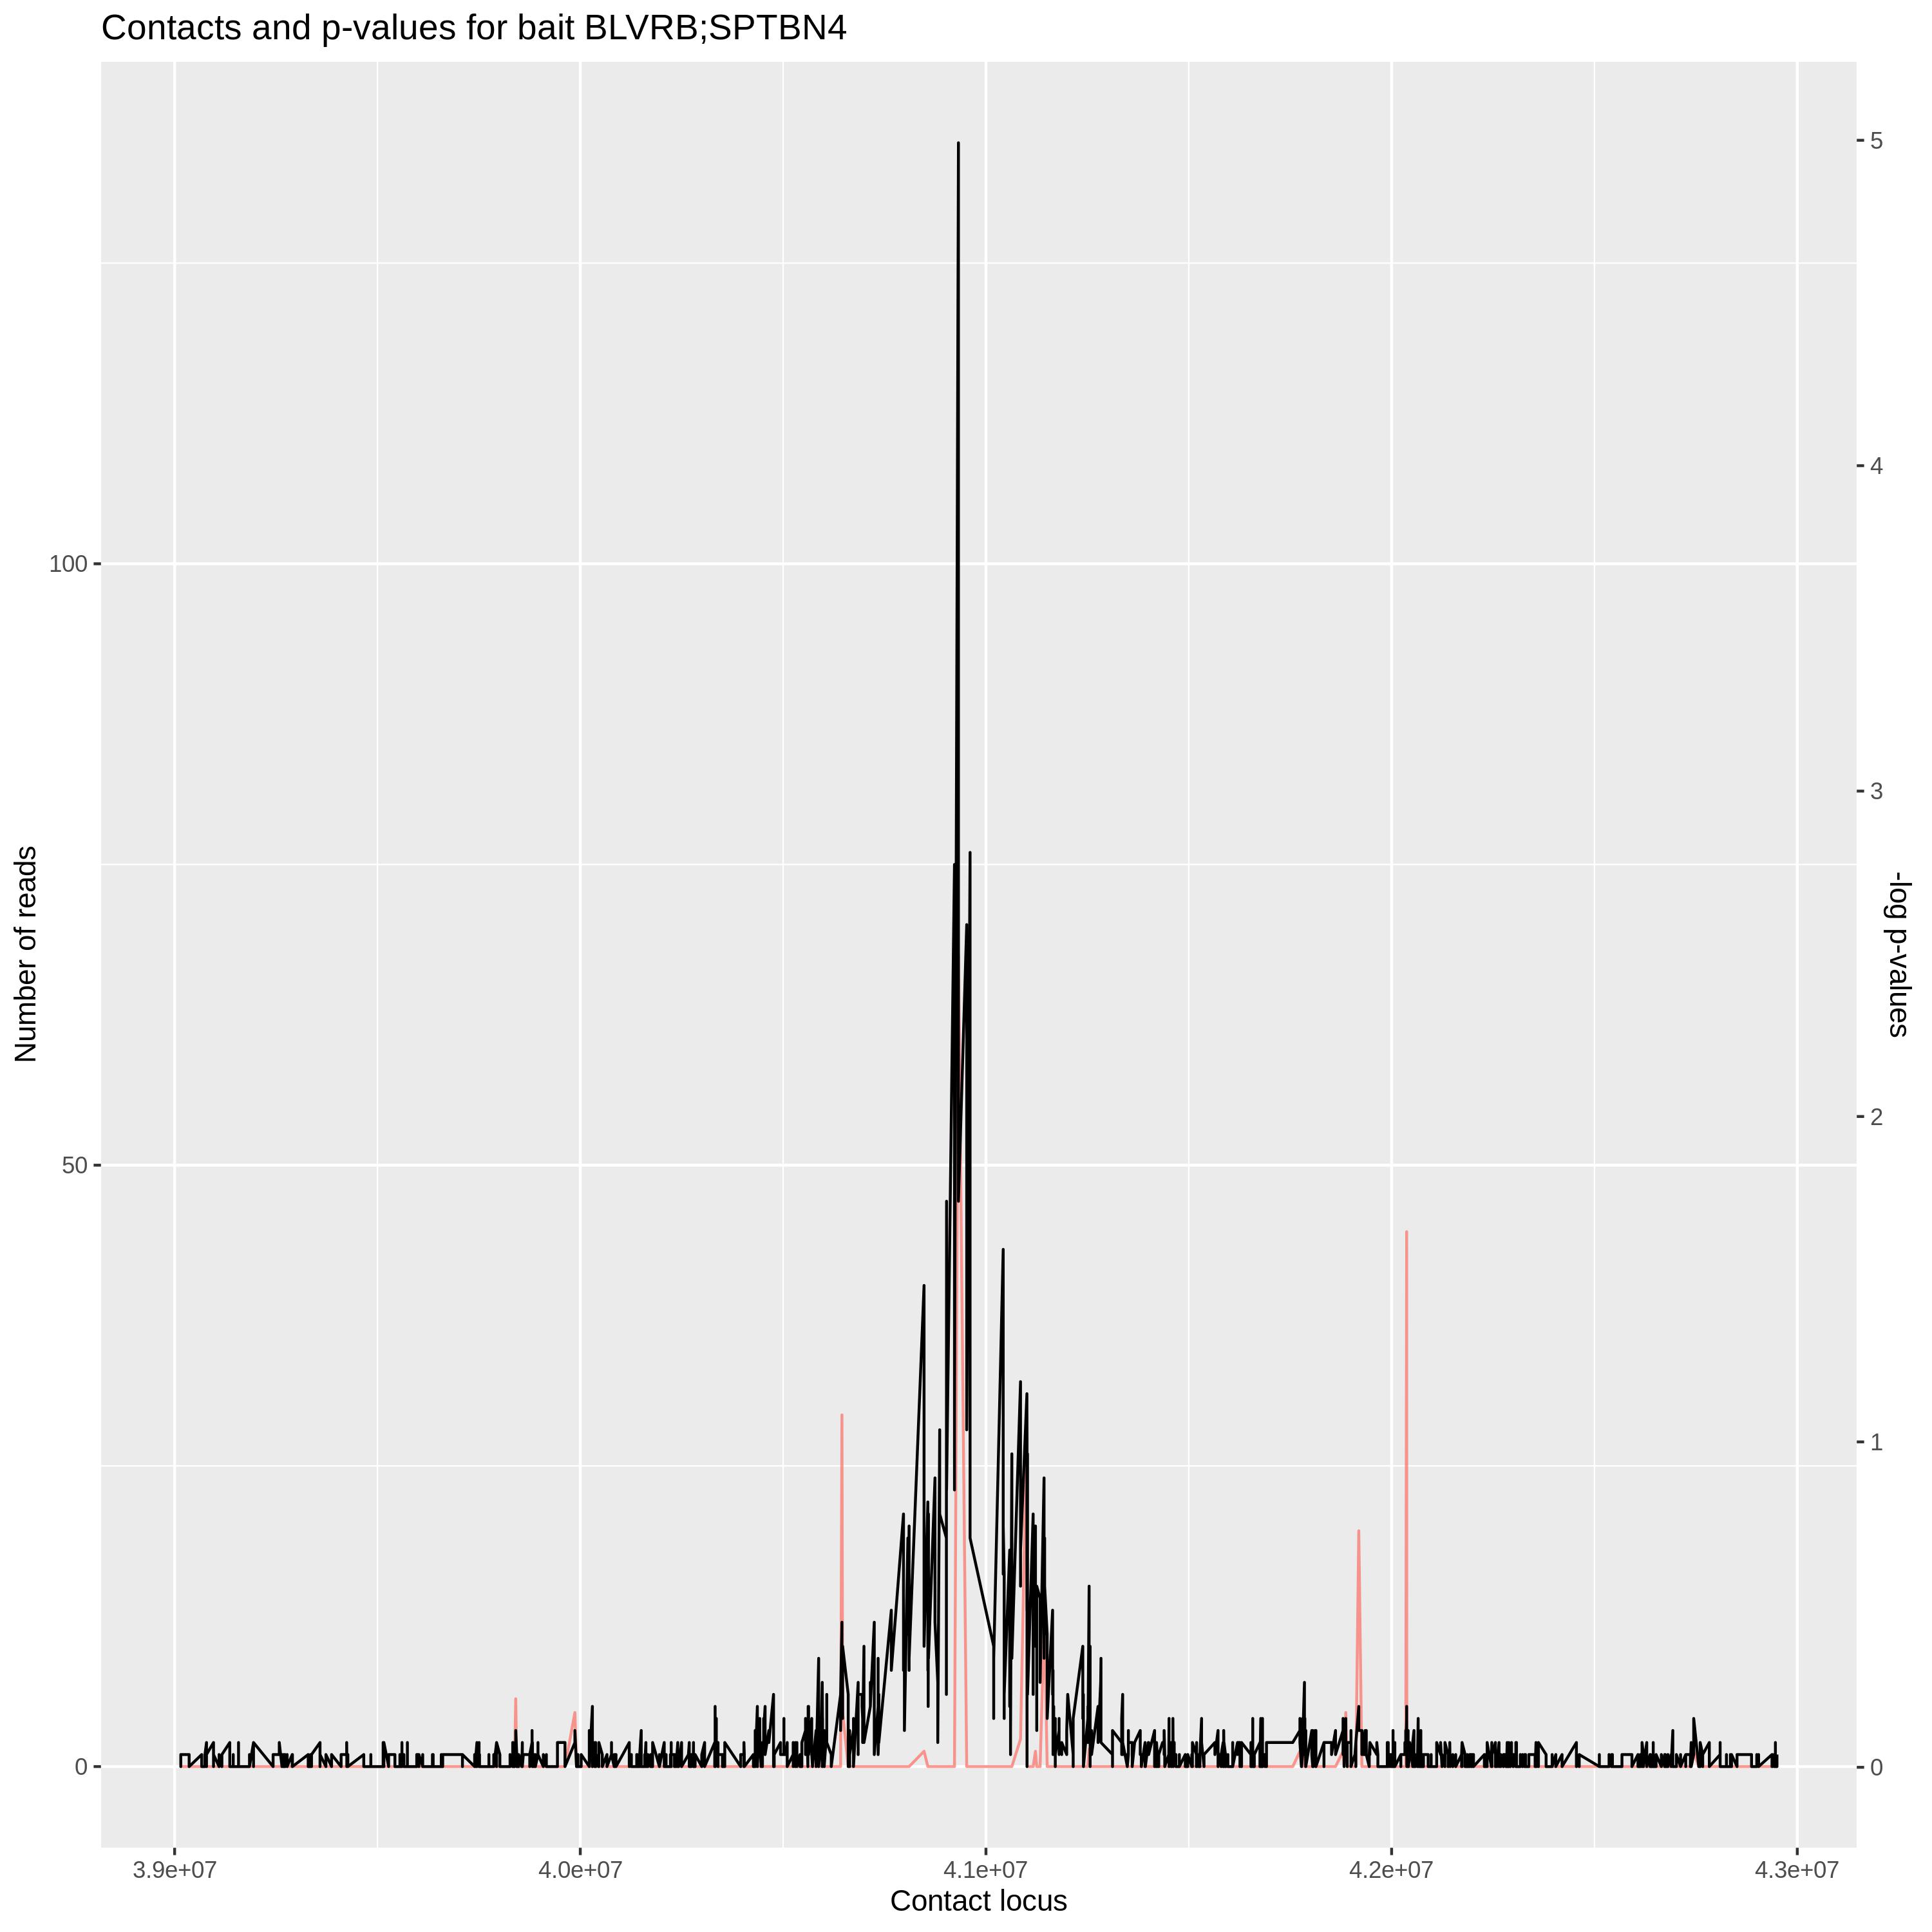 Contacts and p-values for bait BLVRB;SPTBN4
Number of reads
100
50
0
5
4
3
2
1
0
-log p-values
3.9e+07
4.0e+07
4.1e+07
4.2e+07
4.3e+07
Contact locus